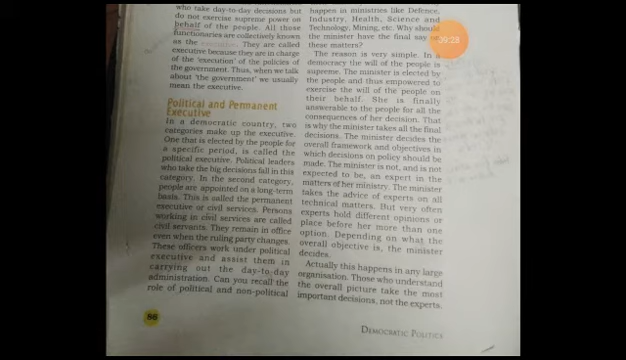 who take day-to-day decisions but
do not exercise supreme power on
behalf of the people. All those
functionaries are collectively known
as the executive. They are called
executive because they are in charge
of the 'execution' of the policies of
the government. Thus, when we talk
about 'the government' we usually
mean the executive.
Political and Permanent
Executive
In a democratic country, two
categories make up the executive.
One that is elected by the people for
a specific period, is called the
political executive. Political leaders
who take the big decisions fall in this
category. In the second category,
people are appointed on a long-term
basis. This is called the permanent
executive or civil services. Persons
working in civil services are called
civil servants. They remain in office
even when the ruling party changes.
These officers work under political
executive and assist them in
carrying out the day-to-day
administration. Can you recall the
role of political and non-political
happen in ministries like Defence,
Industry, Health, Science and
Technology, Mining, etc. Why should
the minister have the final say on
these matters?
The reason is very simple. In a
democracy the will of the people is
supreme. The minister is elected by
the people and thus empowered to
exercise the will of the people on
their behalf. She is finally
answerable to the people for all the
consequences of her decision. That
is why the minister takes all the final
decisions. The minister decides the
overall framework and objectives in
which decisions on policy should be
made. The minister is not, and is not
expected to be, an expert in the
matters of her ministry. The minister
takes the advice of experts on all
technical matters. But very often
experts hold different opinions or
place before her more than one
option. Depending on what the
overall objective is, the minister
decides.
Actually this happens in any large
organisation. Those who understand
the overall picture take the most
important decisions, not the experts.
86
Democratic Politics